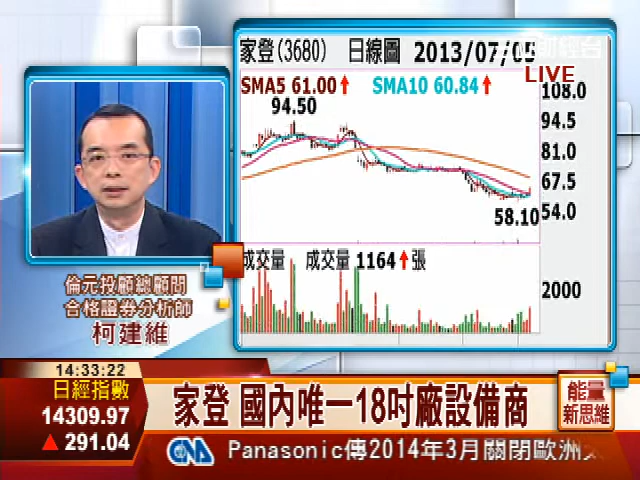 家登(3680) 日線圖 2013/07/05
財經台
LIVE
SMA5 61.00↑ SMA10 60.84↑
108.0
94.50
94.5
81.0
67.5
58.10
54.0
成交量 成交量 1164↑張
2000
倫元投顧總顧問
合格證券分析師
柯建維
14:33:22
日經指數
14309.97
▲ 291.04
家登 國內唯一18吋廠設備商
能量
新思維
CNA Panasonic傳2014年3月關閉歐洲